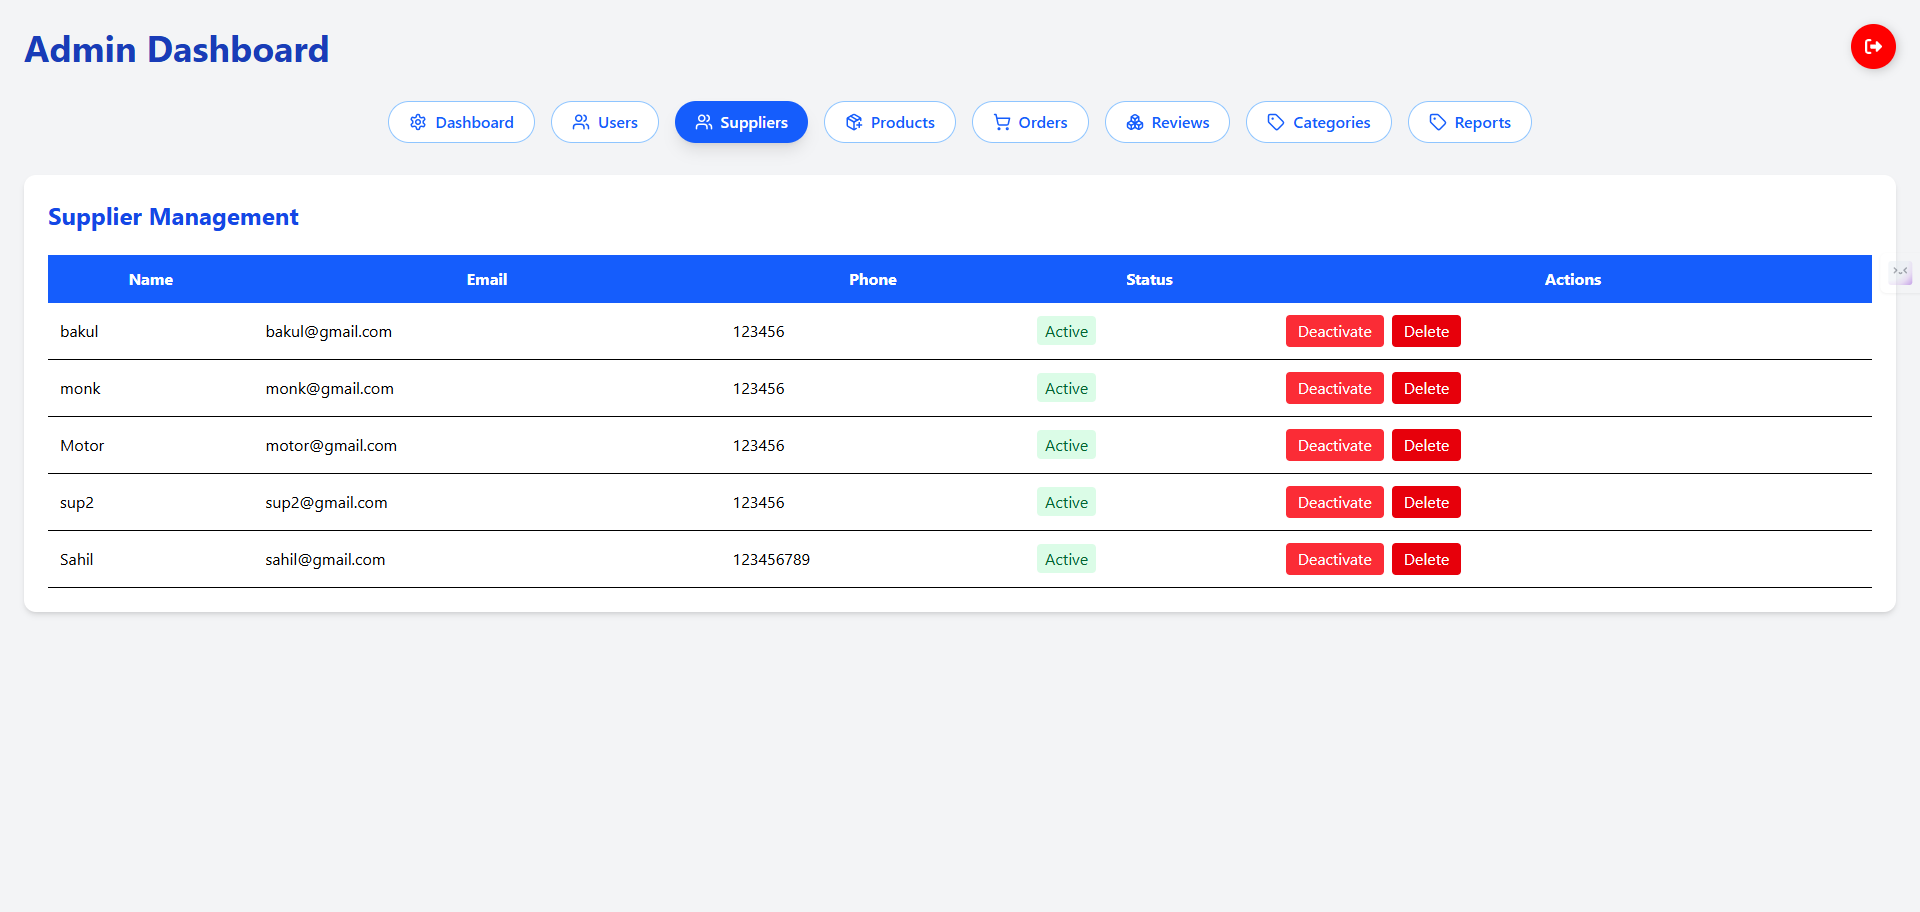 Admin Dashboard
Dashboard Users Suppliers Products Orders Reviews Categories Reports
Supplier Management
Name Email Phone Status Actions
bakul bakul@gmail.com 123456 Active Deactivate Delete
monk monk@gmail.com 123456 Active Deactivate Delete
Motor motor@gmail.com 123456 Active Deactivate Delete
sup2 sup2@gmail.com 123456 Active Deactivate Delete
Sahil sahil@gmail.com 123456789 Active Deactivate Delete